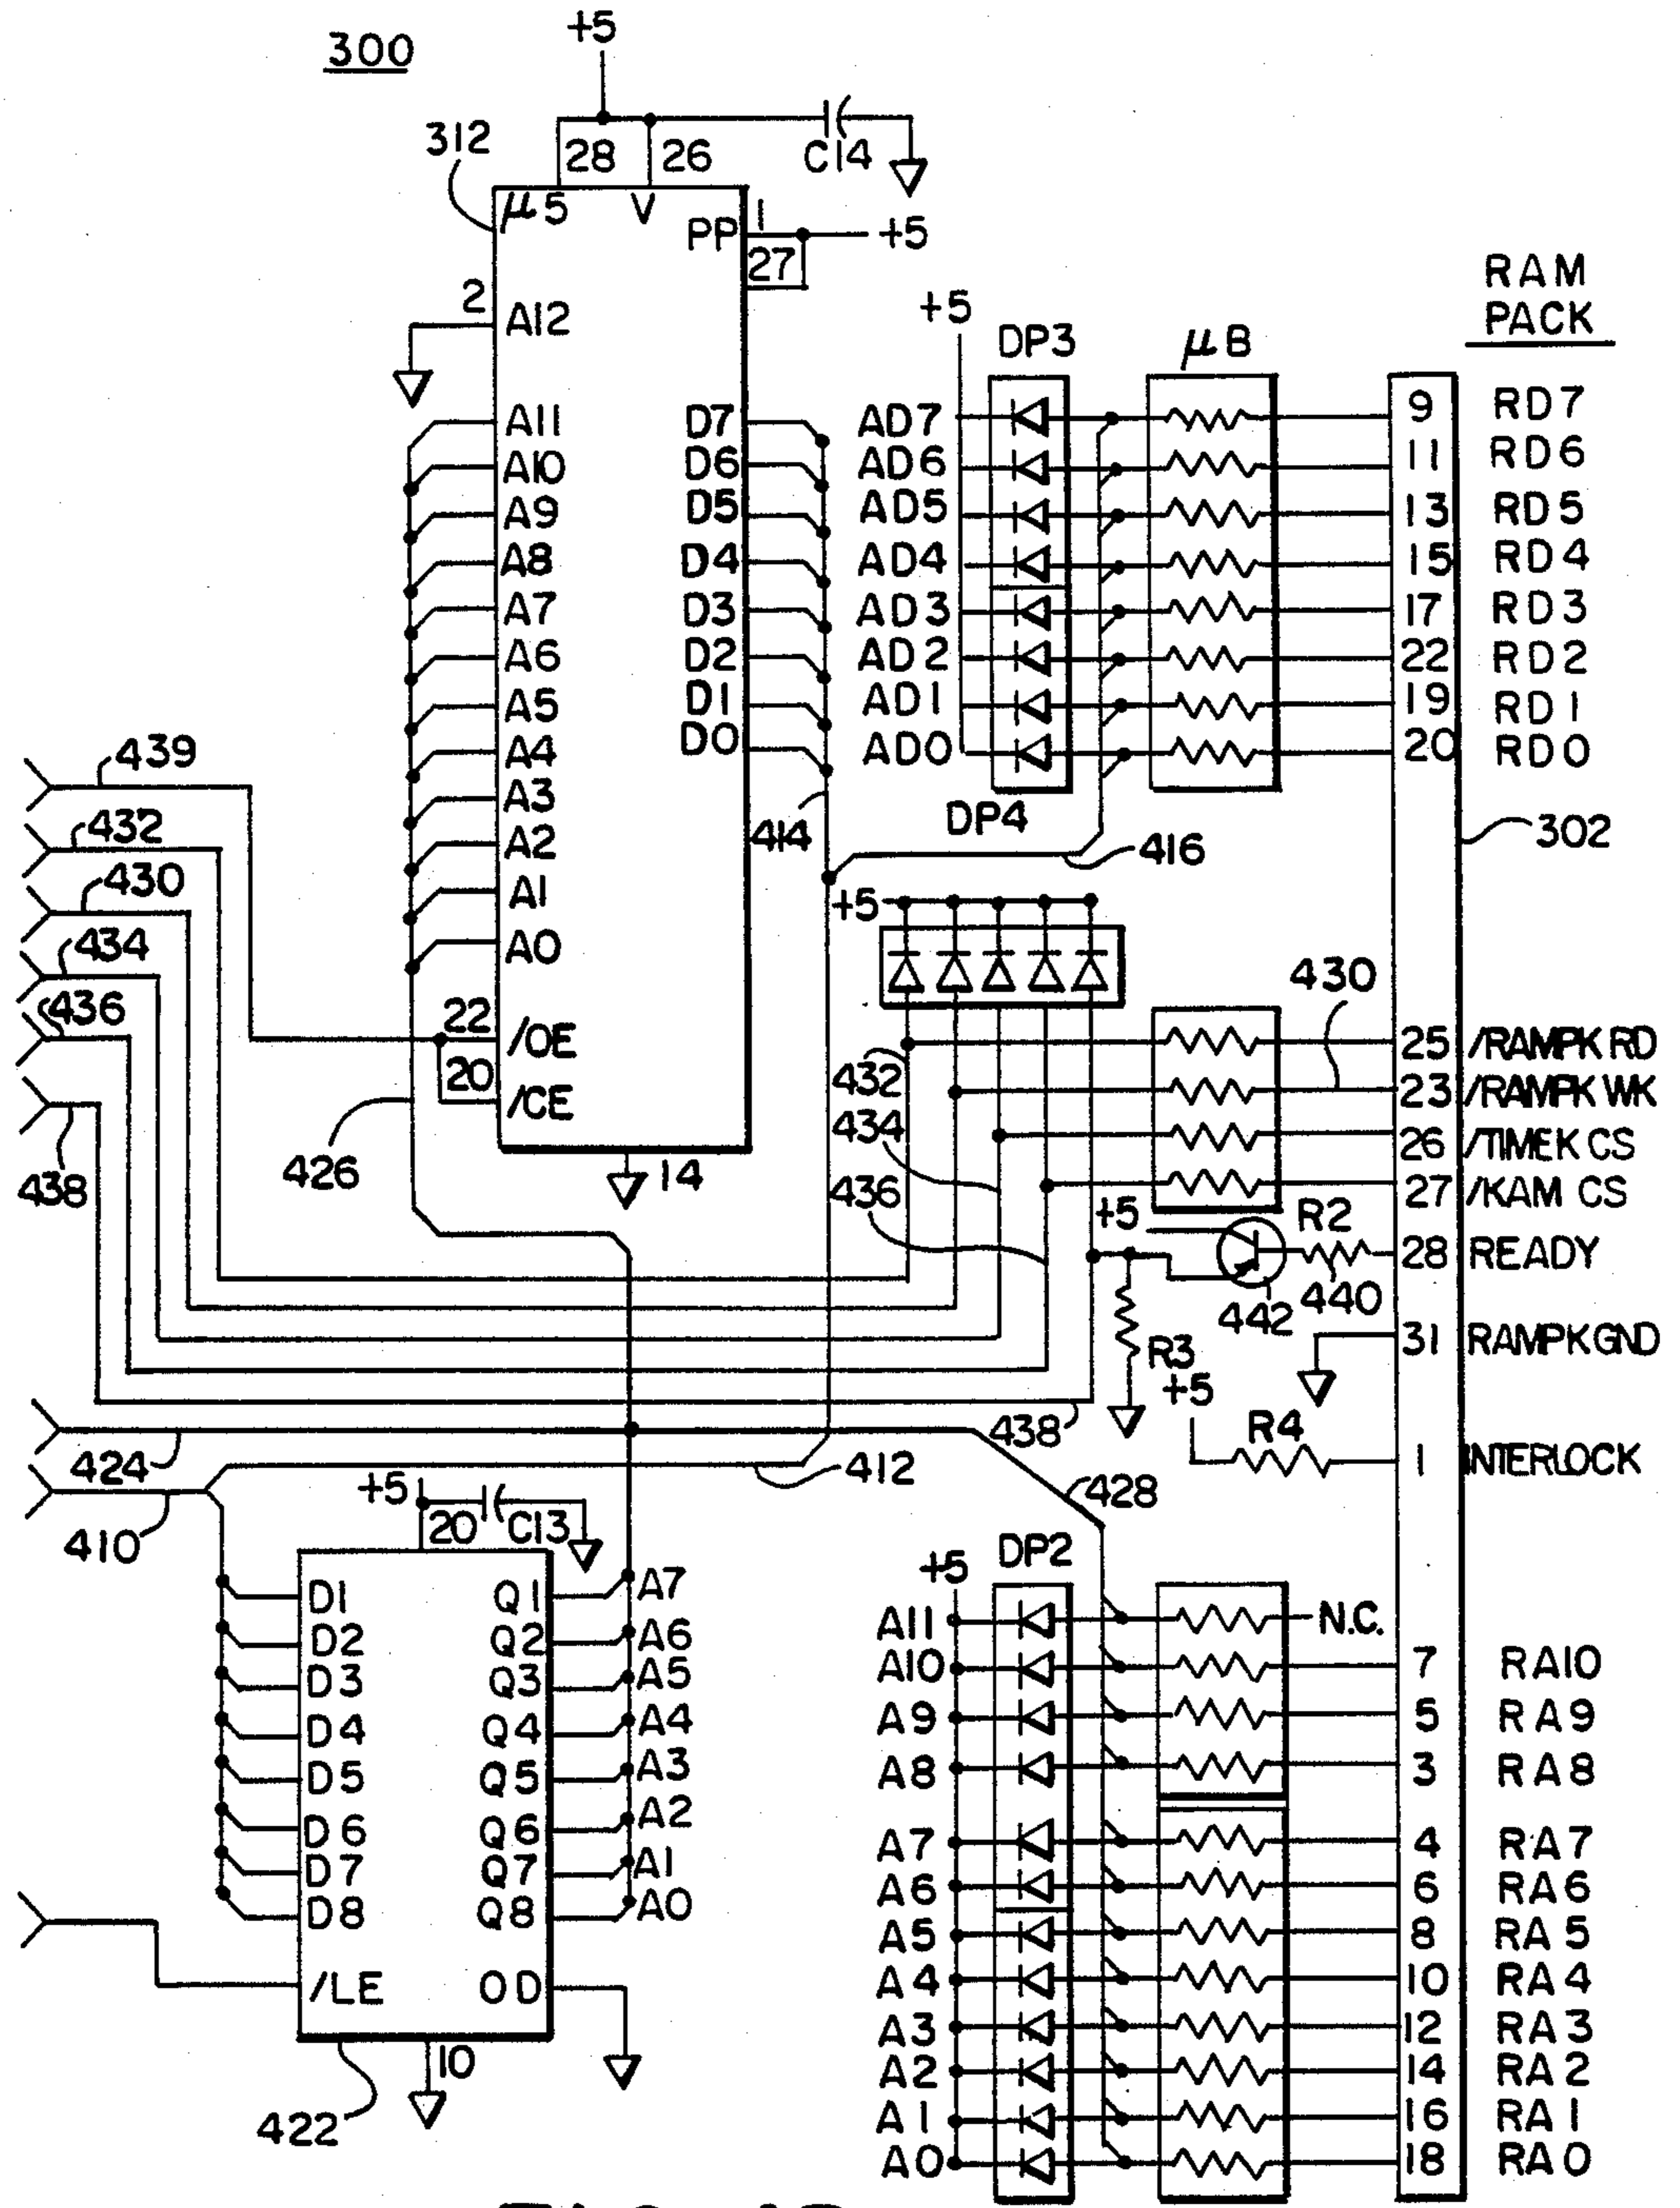 300
+5
312
28 26
C14
μ5 V
PP 1
+5
27
2
A12
RAM
PACK
+5
DP3 μB
A11 D7 AD7 9 RD7
A10 D6 AD6 11 RD6
A9 D5 AD5 13 RD5
A8 D4 AD4 15 RD4
A7 D3 AD3 17 RD3
A6 D2 AD2 22 RD2
A5 D1 AD1 19 RD1
A4 D0 AD0 20 RD0
A3
A2
A1
A0
439
432
430
434
436
438
DP4
414
416
302
+5
430
22
/OE
20
/CE
426
14
432
434
436
25 /RAMPK RD
23 /RAMPK WK
26 /TIMEK CS
27 /KAM CS
+5
R2
28 READY
442 440
31 RAMPKGND
R3
+5
438
R4
1 INTERLOCK
424
412
428
410
+5
20
C13
D1 Q1 A7
D2 Q2 A6
D3 Q3 A5
D4 Q4 A4
D5 Q5 A3
D6 Q6 A2
D7 Q7 A1
D8 Q8 A0
/LE OD
10
422
+5
DP2
A11 N.C.
A10 7 RA10
A9 5 RA9
A8 3 RA8
A7 4 RA7
A6 6 RA6
A5 8 RA5
A4 10 RA4
A3 12 RA3
A2 14 RA2
A1 16 RA1
A0 18 RA0